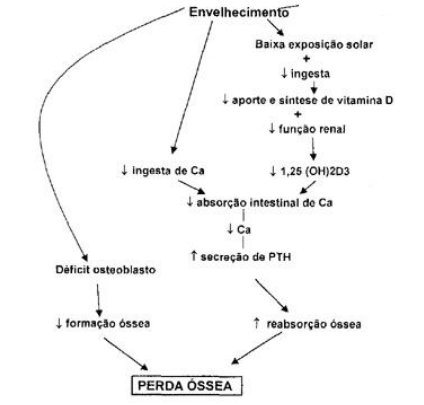 Envelhecimento
Baixa exposição solar
+
↓ ingesta
↓ aporte e síntese de vitamina D
+
↓ função renal
↓ ingesta de Ca
↓ 1,25 (OH)2D3
↓ absorção intestinal de Ca
↓ Ca
↑ secreção de PTH
Déficit osteoblasto
↓ formação óssea
↑ reabsorção óssea
PERDA ÓSSEA